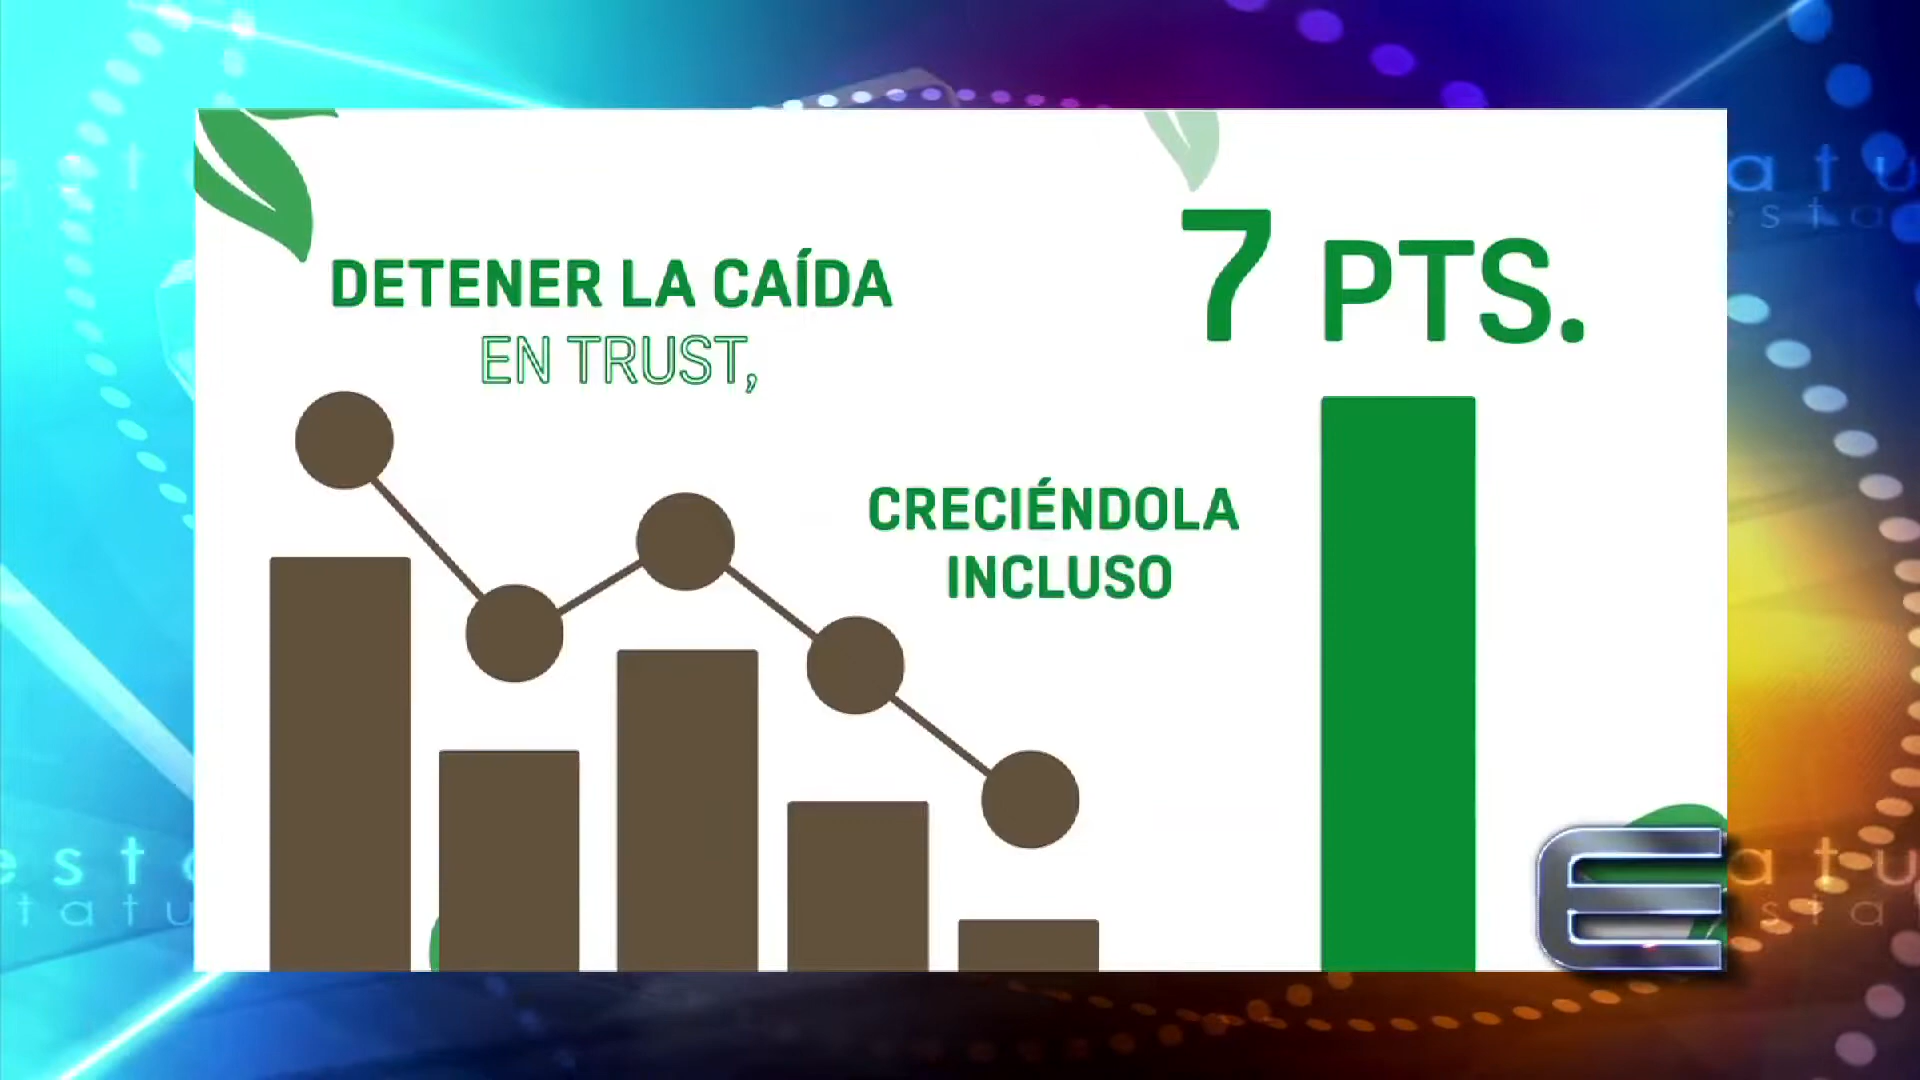 DETENER LA CAÍDA
EN TRUST,
7 PTS.
CRECIÉNDOLA
INCLUSO
E